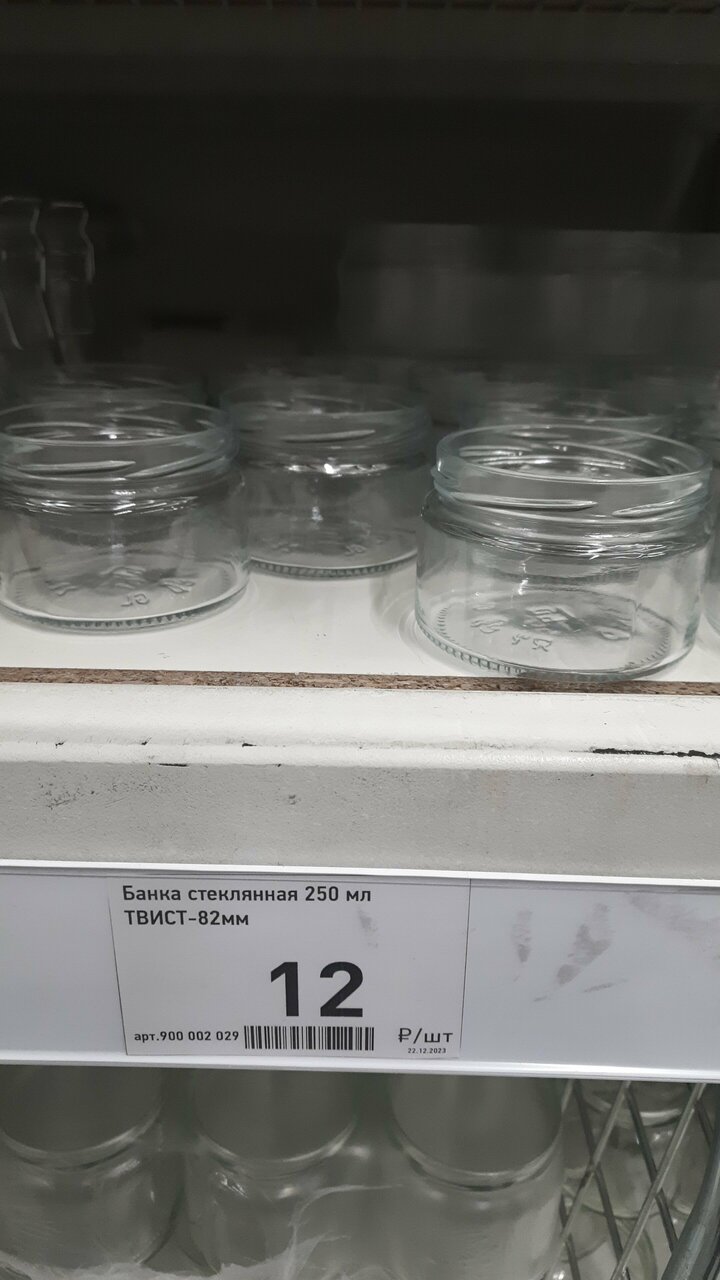 Банка стеклянная 250 мл
ТВИСТ-82мм
12
арт.900 002 029
₽/шт
22.12.2023